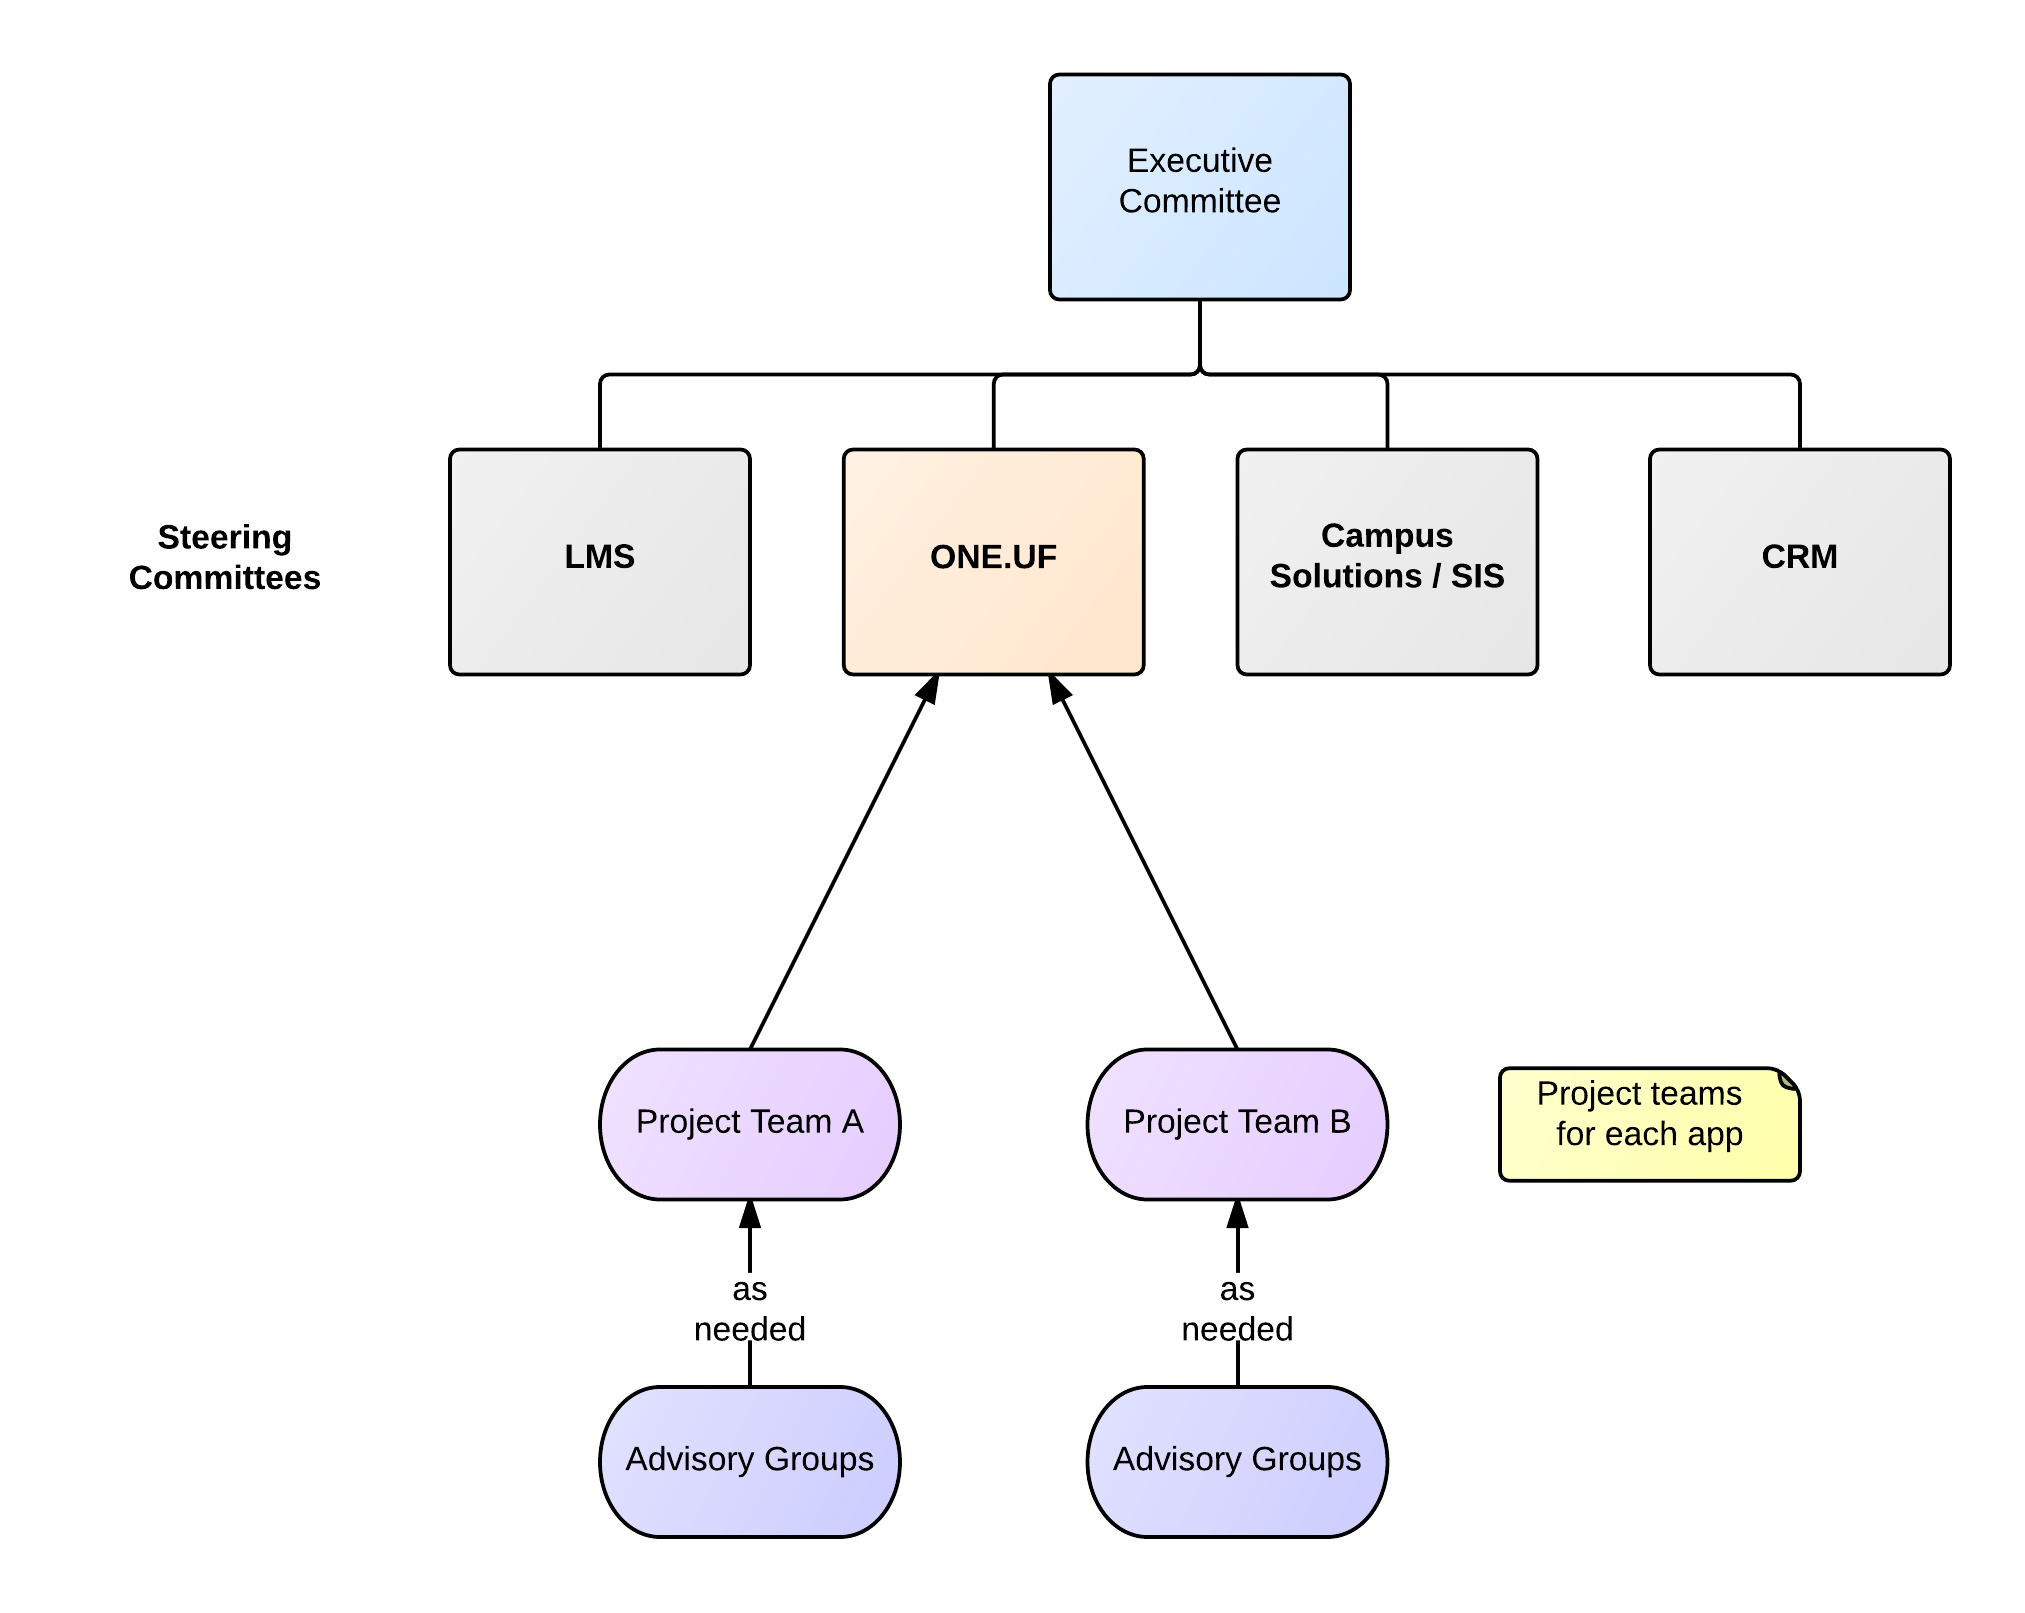 Executive
Committee
Steering
Committees
LMS
ONE.UF
Campus
Solutions / SIS
CRM
Project Team A
Project Team B
Project teams
for each app
as
needed
as
needed
Advisory Groups
Advisory Groups